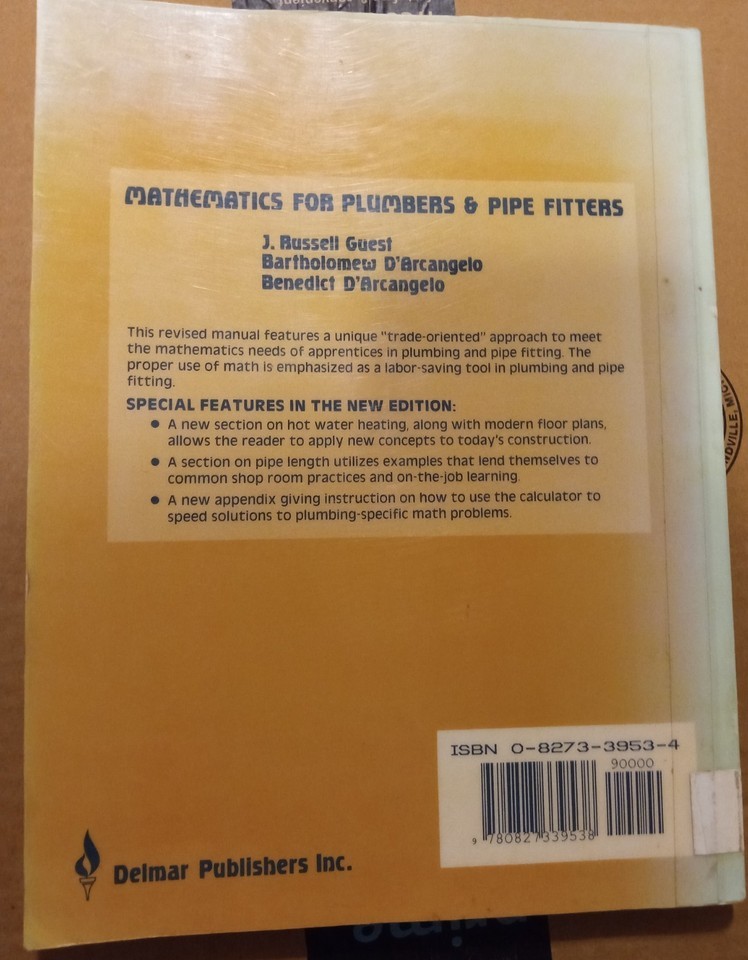 MATHEMATICS FOR PLUMBERS & PIPE FITTERS
J. Russell Guest
Bartholomew D'Arcangelo
Benedict D'Arcangelo
This revised manual features a unique "trade-oriented" approach to meet
the mathematics needs of apprentices in plumbing and pipe fitting. The
proper use of math is emphasized as a labor-saving tool in plumbing and pipe
fitting.
SPECIAL FEATURES IN THE NEW EDITION:
● A new section on hot water heating, along with modern floor plans,
allows the reader to apply new concepts to today's construction.
● A section on pipe length utilizes examples that lend themselves to
common shop room practices and on-the-job learning.
● A new appendix giving instruction on how to use the calculator to
speed solutions to plumbing-specific math problems.
ISBN 0-8273-3953-4
90000
9 780827 339538
Delmar Publishers Inc.